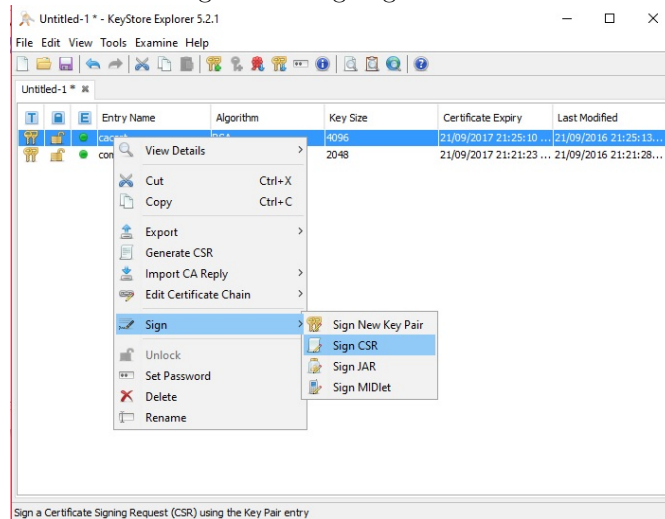 Untitled-1 * - KeyStore Explorer 5.2.1
File Edit View Tools Examine Help
Untitled-1 *
T E Entry Name Algorithm Key Size Certificate Expiry Last Modified
4096 21/09/2017 21:25:10 ... 21/09/2016 21:25:13...
2048 21/09/2017 21:21:23 ... 21/09/2016 21:21:28...
View Details
Cut Ctrl+X
Copy Ctrl+C
Export
Generate CSR
Import CA Reply
Edit Certificate Chain
Sign
Sign New Key Pair
Sign CSR
Sign JAR
Sign MIDlet
Unlock
Set Password
Delete
Rename
Sign a Certificate Signing Request (CSR) using the Key Pair entry